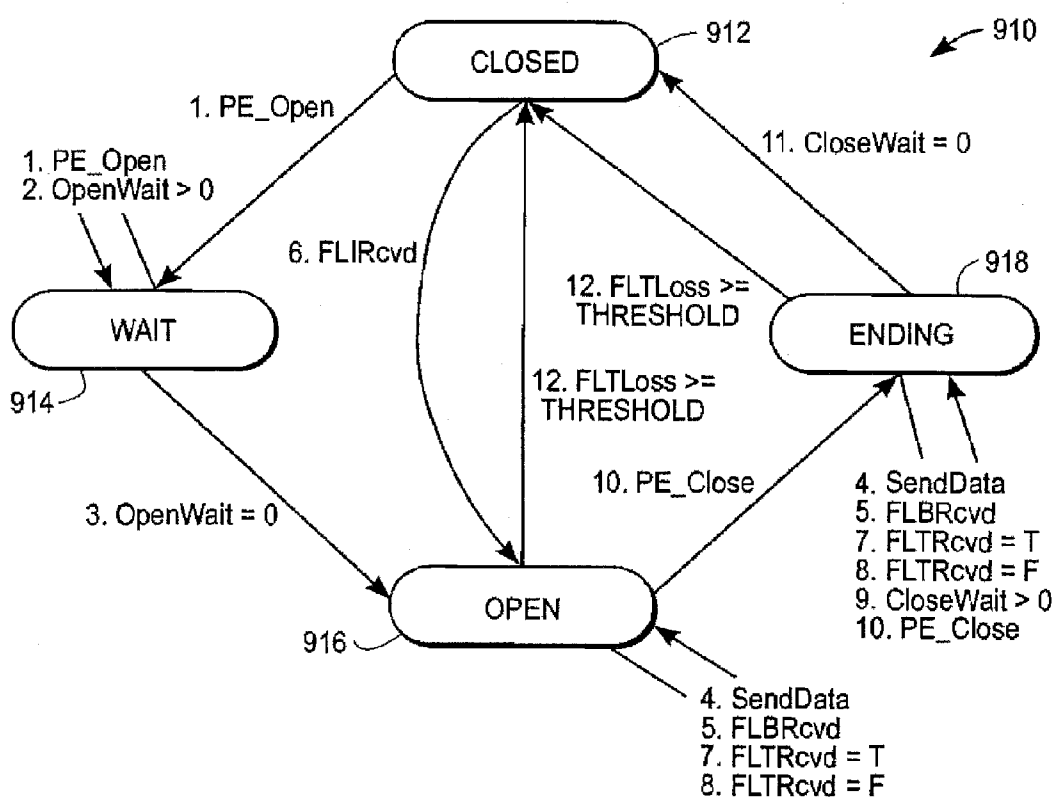 912
910
CLOSED
1. PE_Open
11. CloseWait = 0
1. PE_Open
2. OpenWait > 0
6. FLIRcvd
918
12. FLTLoss >=
THRESHOLD
WAIT
ENDING
914
12. FLTLoss >=
THRESHOLD
10. PE_Close
4. SendData
5. FLBRcvd
7. FLTRcvd = T
8. FLTRcvd = F
9. CloseWait > 0
10. PE_Close
3. OpenWait = 0
OPEN
916
4. SendData
5. FLBRcvd
7. FLTRcvd = T
8. FLTRcvd = F